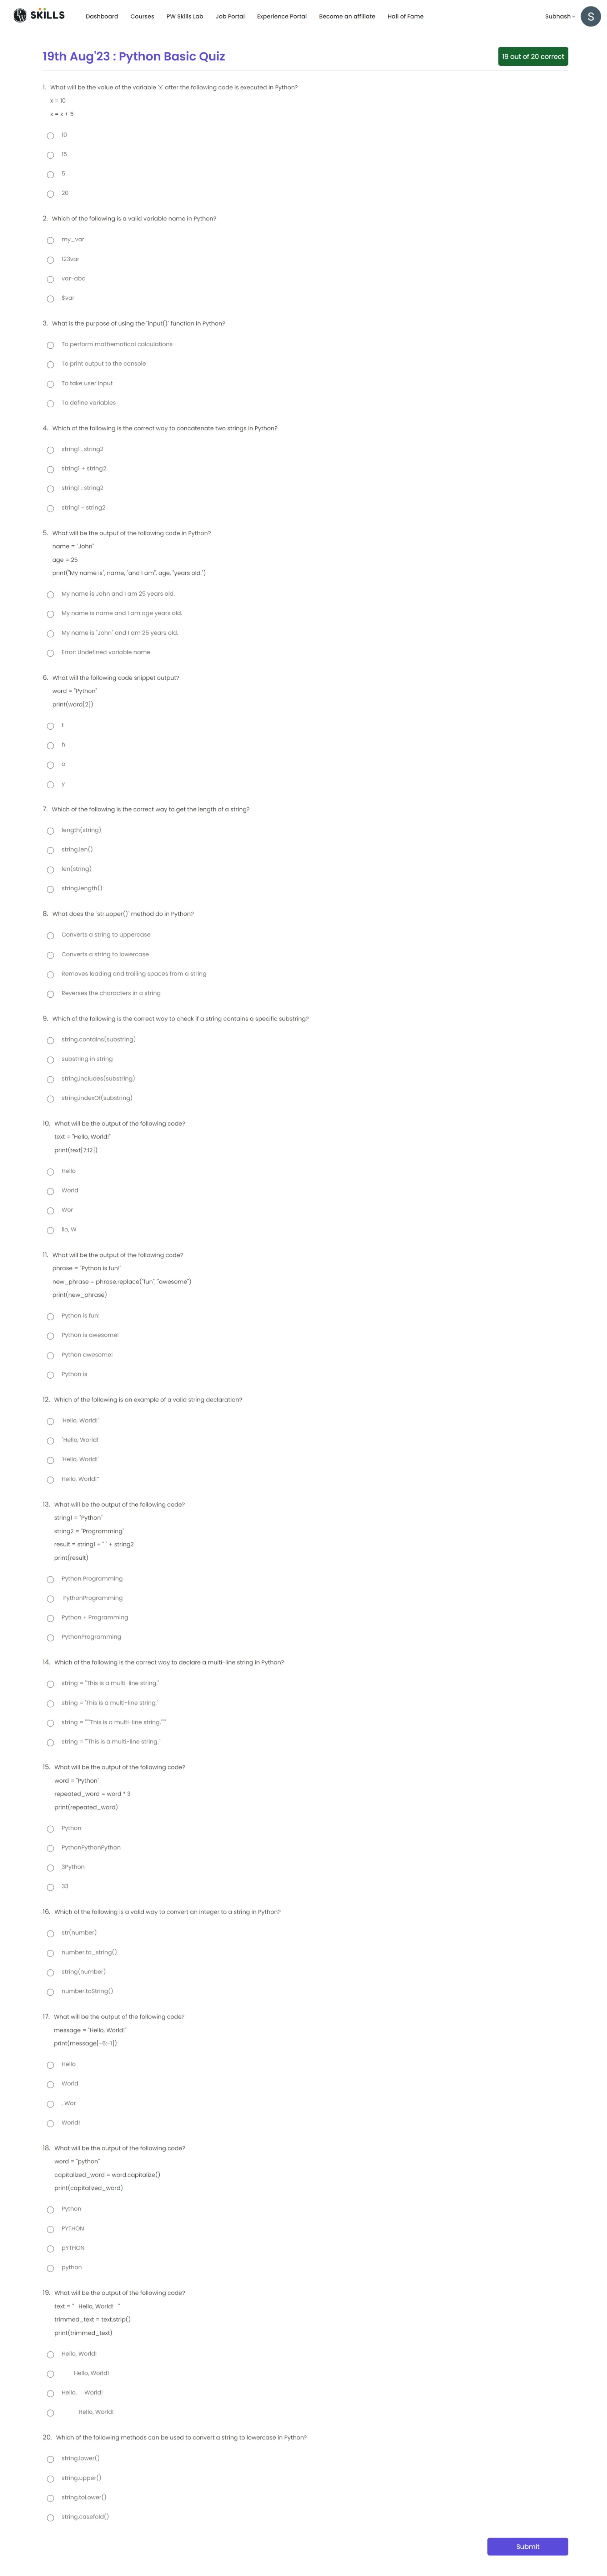 PW SKILLS
Dashboard Courses PW Skills Lab Job Portal Experience Portal Become an affiliate Hall of Fame Subhash S
19th Aug'23 : Python Basic Quiz
19 out of 20 correct
1. What will be the value of the variable `x` after the following code is executed in Python?
x = 10
x = x + 5
10
15
5
20
2. Which of the following is a valid variable name in Python?
my_var
123var
var-abc
$var
3. What is the purpose of using the `input()` function in Python?
To perform mathematical calculations
To print output to the console
To take user input
To define variables
4. Which of the following is the correct way to concatenate two strings in Python?
string1 . string2
string1 + string2
string1 : string2
string1 - string2
5. What will be the output of the following code in Python?
name = "John"
age = 25
print("My name is", name, "and I am", age, "years old.")
My name is John and I am 25 years old.
My name is name and I am age years old.
My name is "John" and I am 25 years old.
Error: Undefined variable name
6. What will the following code snippet output?
word = "Python"
print(word[2])
t
h
o
y
7. Which of the following is the correct way to get the length of a string?
length(string)
string.len()
len(string)
string.length()
8. What does the `str.upper()` method do in Python?
Converts a string to uppercase
Converts a string to lowercase
Removes leading and trailing spaces from a string
Reverses the characters in a string
9. Which of the following is the correct way to check if a string contains a specific substring?
string.contains(substring)
substring in string
string.includes(substring)
string.indexOf(substring)
10. What will be the output of the following code?
text = "Hello, World!"
print(text[7:12])
Hello
World
Wor
llo, W
11. What will be the output of the following code?
phrase = "Python is fun!"
new_phrase = phrase.replace("fun", "awesome")
print(new_phrase)
Python is fun!
Python is awesome!
Python awesome!
Python is
12. Which of the following is an example of a valid string declaration?
'Hello, World!"
"Hello, World!'
'Hello, World!'
Hello, World!"
13. What will be the output of the following code?
string1 = "Python"
string2 = "Programming"
result = string1 + " " + string2
print(result)
Python Programming
PythonProgramming
Python + Programming
PythonProgramming
14. Which of the following is the correct way to declare a multi-line string in Python?
string = "This is a multi-line string."
string = 'This is a multi-line string.'
string = """This is a multi-line string."""
string = '''This is a multi-line string.'''
15. What will be the output of the following code?
word = "Python"
repeated_word = word * 3
print(repeated_word)
Python
PythonPythonPython
3Python
33
16. Which of the following is a valid way to convert an integer to a string in Python?
str(number)
number.to_string()
string(number)
number.toString()
17. What will be the output of the following code?
message = "Hello, World!"
print(message[-6:-1])
Hello
World
, Wor
World!
18. What will be the output of the following code?
word = "python"
capitalized_word = word.capitalize()
print(capitalized_word)
Python
PYTHON
pYTHON
python
19. What will be the output of the following code?
text = "   Hello, World!   "
trimmed_text = text.strip()
print(trimmed_text)
Hello, World!
Hello, World!
Hello,    World!
Hello, World!
20. Which of the following methods can be used to convert a string to lowercase in Python?
string.lower()
string.upper()
string.toLower()
string.casefold()
Submit